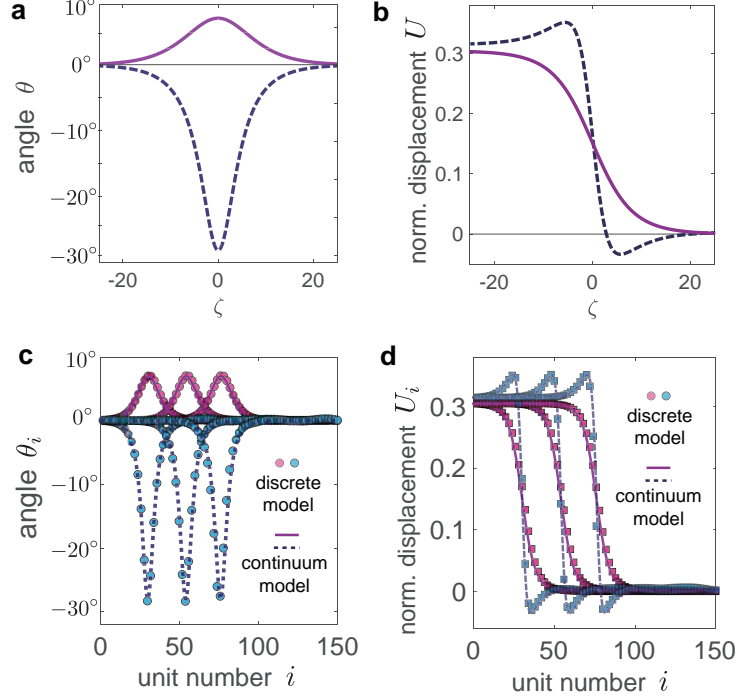 a
angle θ
10°
0°
−10°
−20°
−30°
-20
0
20
ζ
b
norm. displacement U
0.3
0.2
0.1
0
-20
0
20
ζ
c
angle θi
10°
0°
−10°
−20°
−30°
discrete
model
continuum
model
0
50
100
150
unit number i
d
norm. displacement Ui
0.3
0.2
0.1
0
discrete
model
continuum
model
0
50
100
150
unit number i